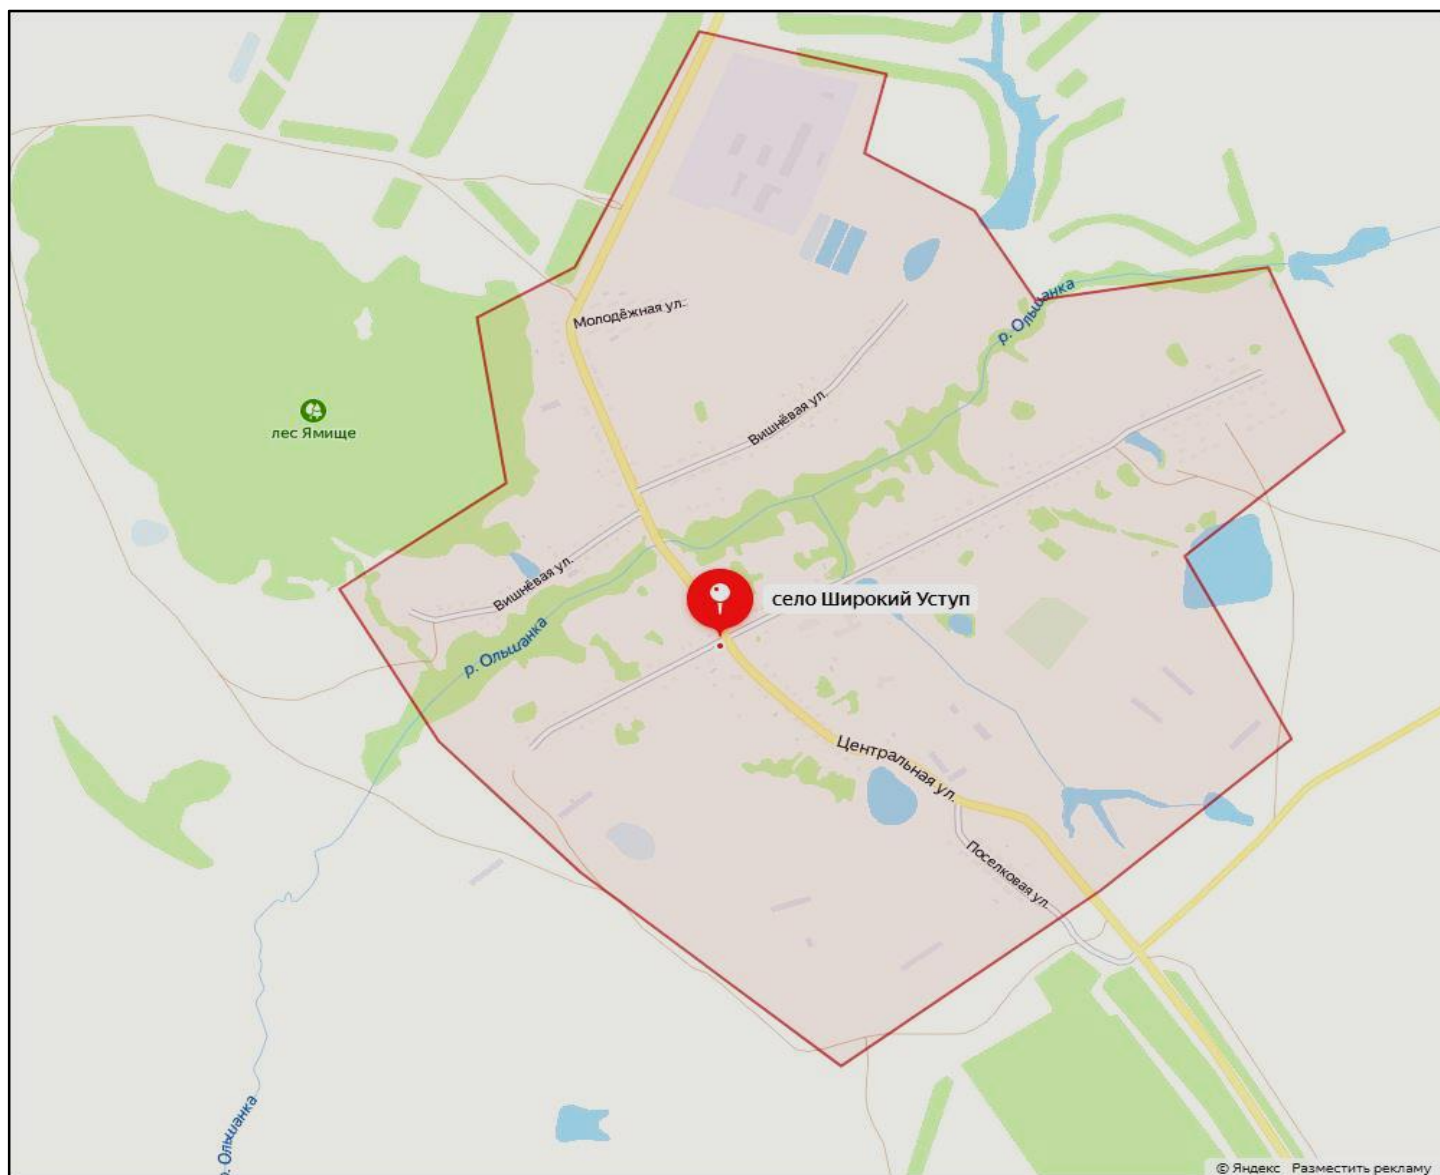 р. Ольшанка
Молодёжная ул.
Вишнёвая ул.
лес Ямище
Вишнёвая ул.
село Широкий Уступ
р. Ольшанка
Центральная ул.
Поселковая ул.
р. Ольшанка
© Яндекс Разместить рекламу